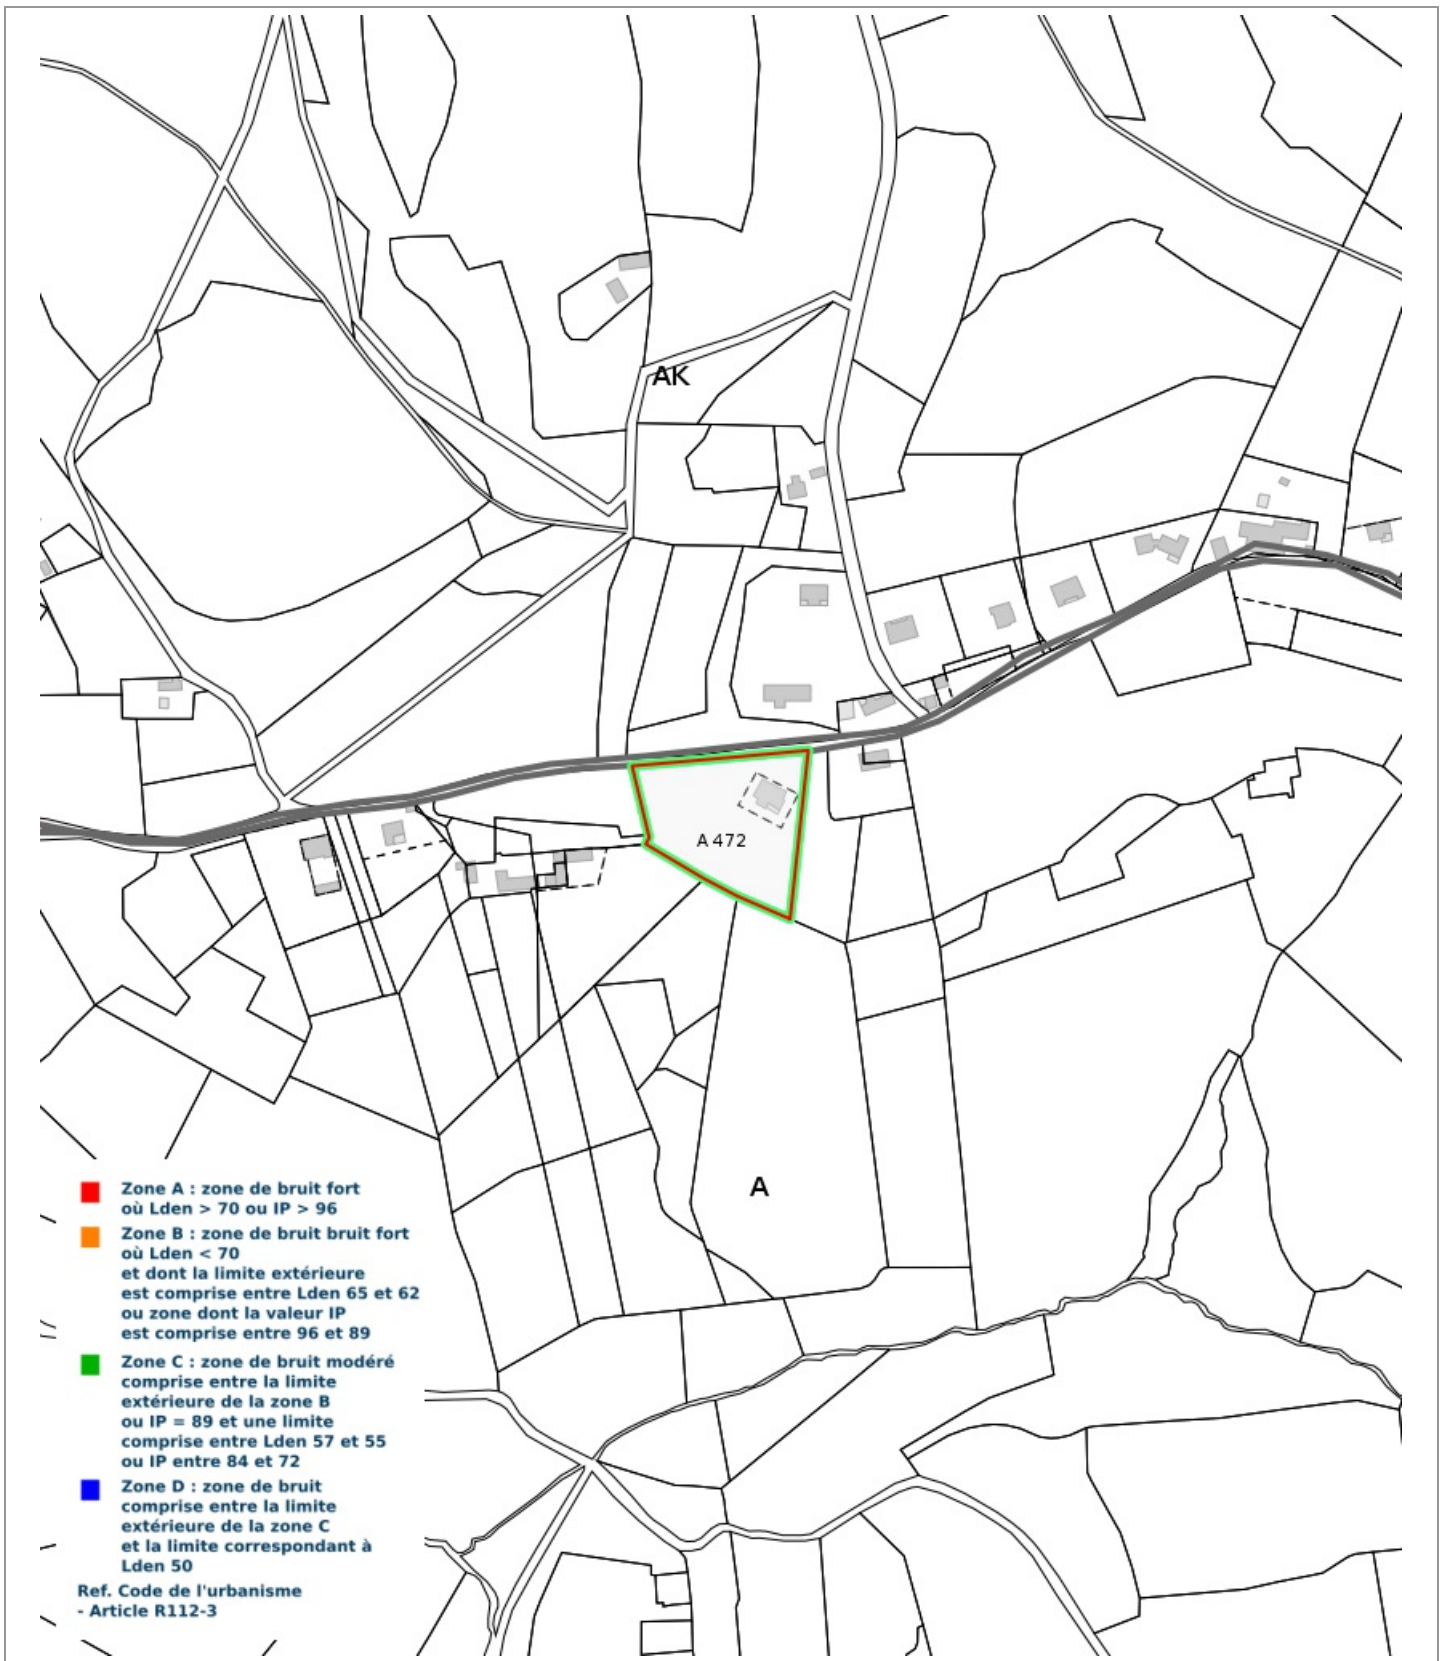 AK
A 472
A
Zone A : zone de bruit fort
où Lden > 70 ou IP > 96
Zone B : zone de bruit bruit fort
où Lden < 70
et dont la limite extérieure
est comprise entre Lden 65 et 62
ou zone dont la valeur IP
est comprise entre 96 et 89
Zone C : zone de bruit modéré
comprise entre la limite
extérieure de la zone B
ou IP = 89 et une limite
comprise entre Lden 57 et 55
ou IP entre 84 et 72
Zone D : zone de bruit
comprise entre la limite
extérieure de la zone C
et la limite correspondant à
Lden 50
Ref. Code de l'urbanisme
- Article R112-3